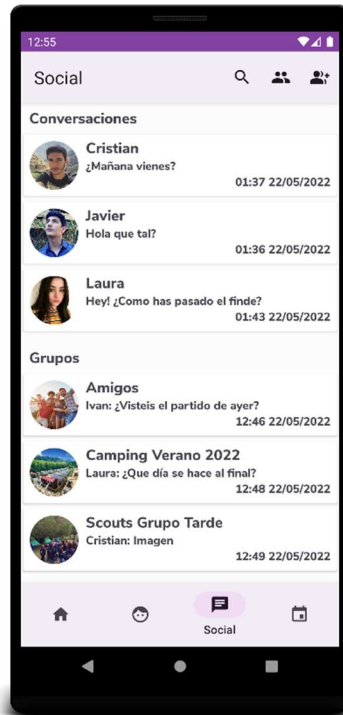 12:55
Social
Conversaciones
Cristian
¿Mañana vienes?
01:37 22/05/2022
Javier
Hola que tal?
01:36 22/05/2022
Laura
Hey! ¿Como has pasado el finde?
01:43 22/05/2022
Grupos
Amigos
Ivan: ¿Visteis el partido de ayer?
12:46 22/05/2022
Camping Verano 2022
Laura: ¿Que día se hace al final?
12:48 22/05/2022
Scouts Grupo Tarde
Cristian: Imagen
12:49 22/05/2022
Social